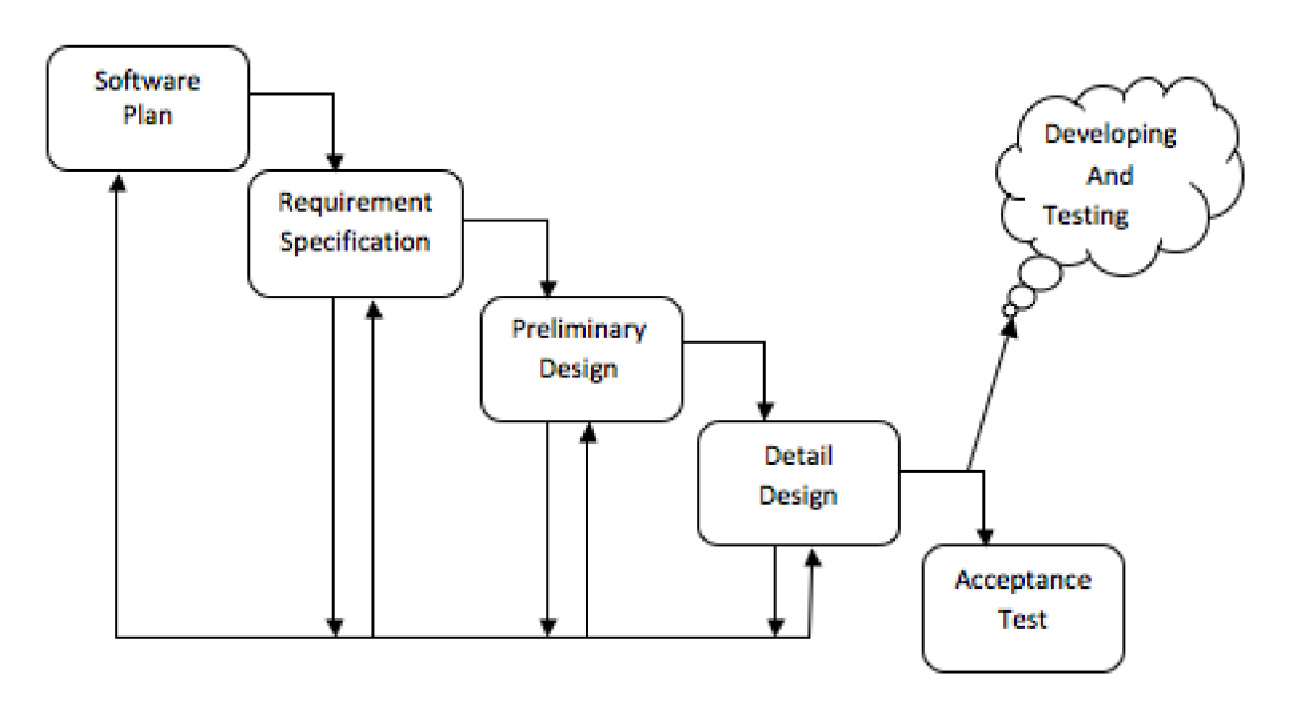 Software
Plan
Requirement
Specification
Preliminary
Design
Detail
Design
Acceptance
Test
Developing
And
Testing